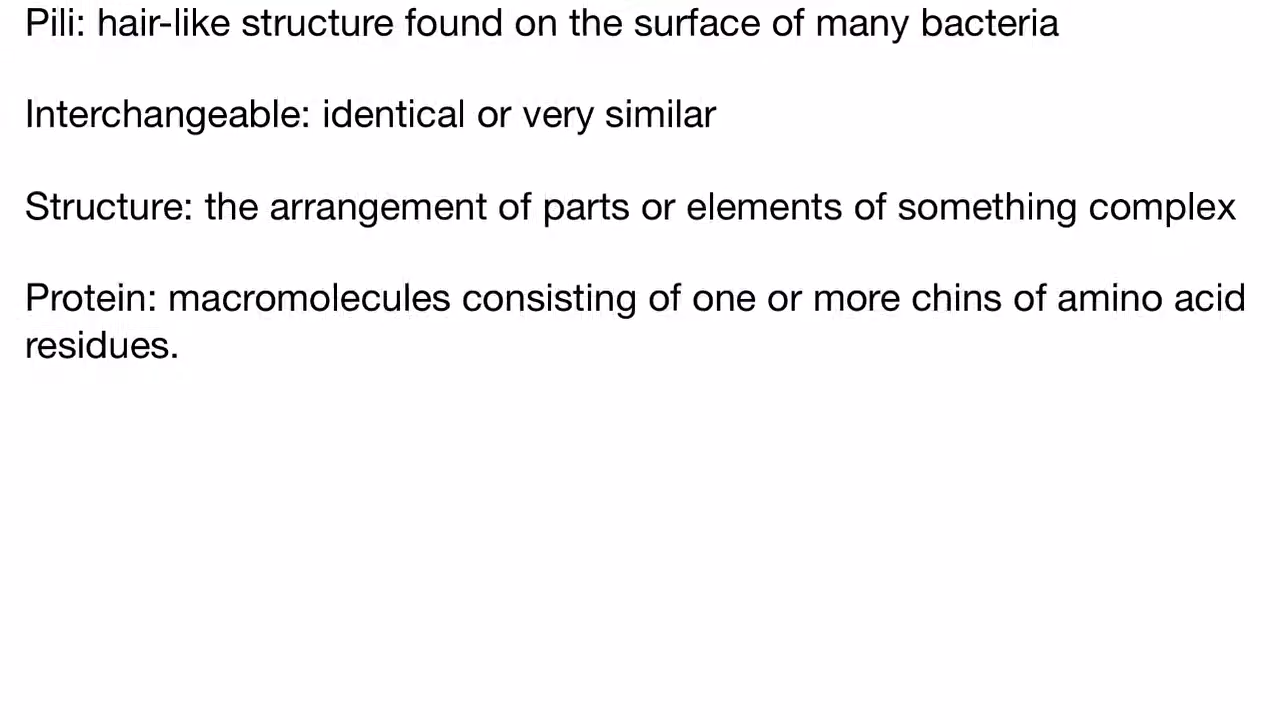 Pili: hair-like structure found on the surface of many bacteria
Interchangeable: identical or very similar
Structure: the arrangement of parts or elements of something complex
Protein: macromolecules consisting of one or more chins of amino acid
residues.